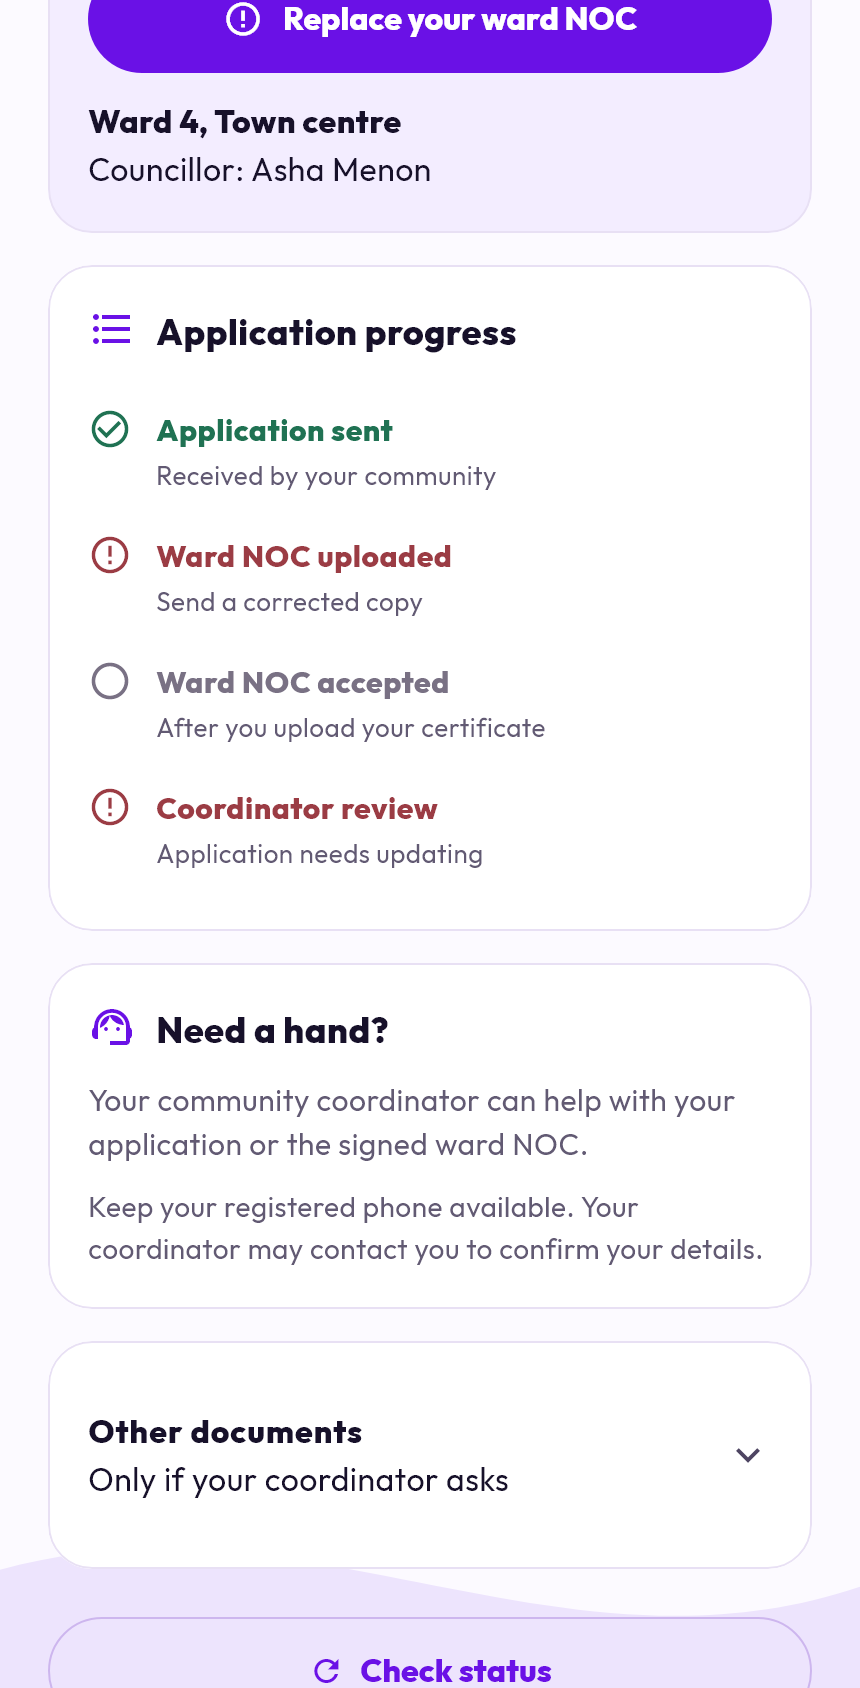 Replace your ward NOC
Ward 4, Town centre
Councillor: Asha Menon
Application progress
Application sent
Received by your community
Ward NOC uploaded
Send a corrected copy
Ward NOC accepted
After you upload your certificate
Coordinator review
Application needs updating
Need a hand?
Your community coordinator can help with your
application or the signed ward NOC.
Keep your registered phone available. Your
coordinator may contact you to confirm your details.
Other documents
Only if your coordinator asks
Check status